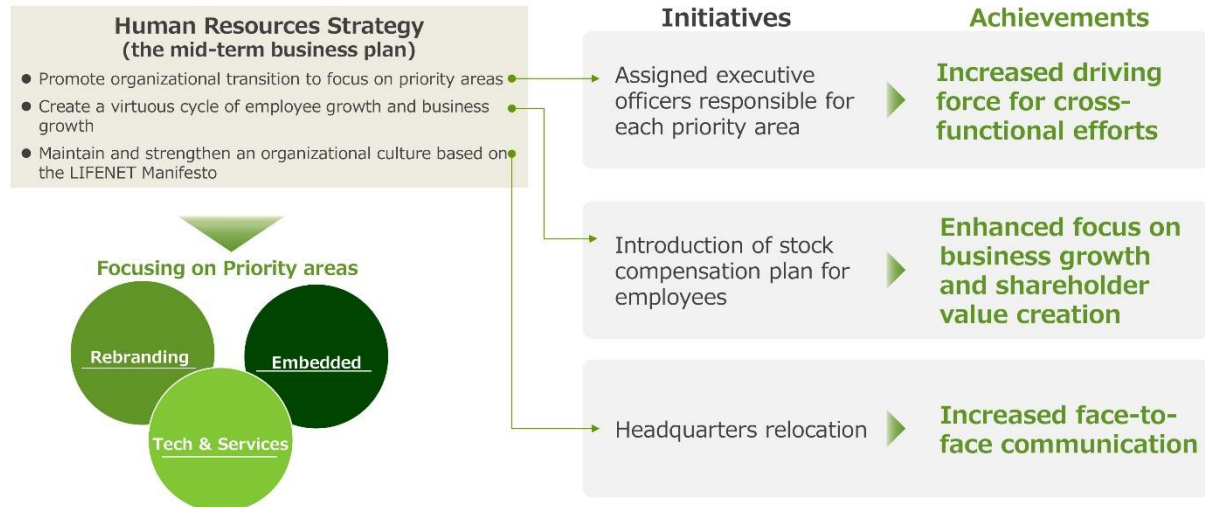 Human Resources Strategy
(the mid-term business plan)
● Promote organizational transition to focus on priority areas
● Create a virtuous cycle of employee growth and business
growth
● Maintain and strengthen an organizational culture based on
the LIFENET Manifesto
Focusing on Priority areas
Rebranding
Embedded
Tech & Services
Initiatives
Achievements
Assigned executive
officers responsible for
each priority area
Increased driving
force for cross-
functional efforts
Introduction of stock
compensation plan for
employees
Enhanced focus on
business growth
and shareholder
value creation
Headquarters relocation
Increased face-to-
face communication